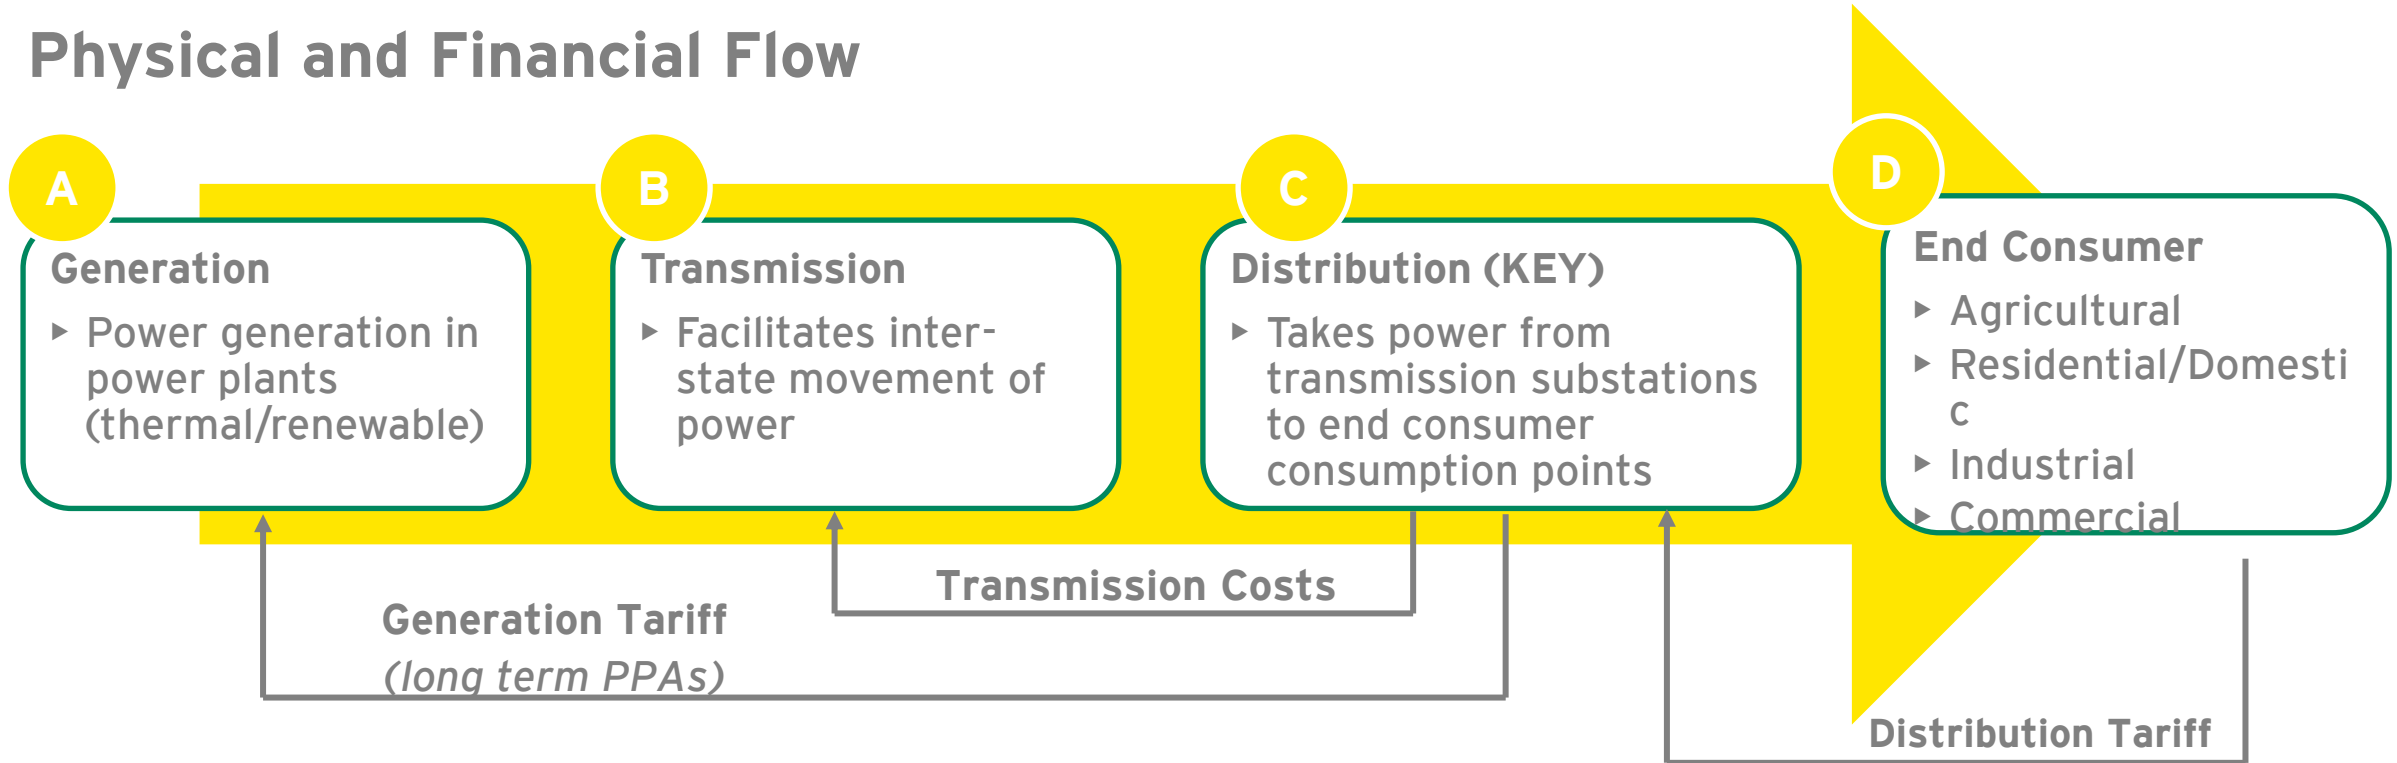 Physical and Financial Flow
A
Generation
▸ Power generation in
power plants
(thermal/renewable)
B
Transmission
▸ Facilitates inter-
state movement of
power
C
Distribution (KEY)
▸ Takes power from
transmission substations
to end consumer
consumption points
D
End Consumer
▸ Agricultural
▸ Residential/Domesti
c
▸ Industrial
▸ Commercial
Transmission Costs
Generation Tariff
(long term PPAs)
Distribution Tariff